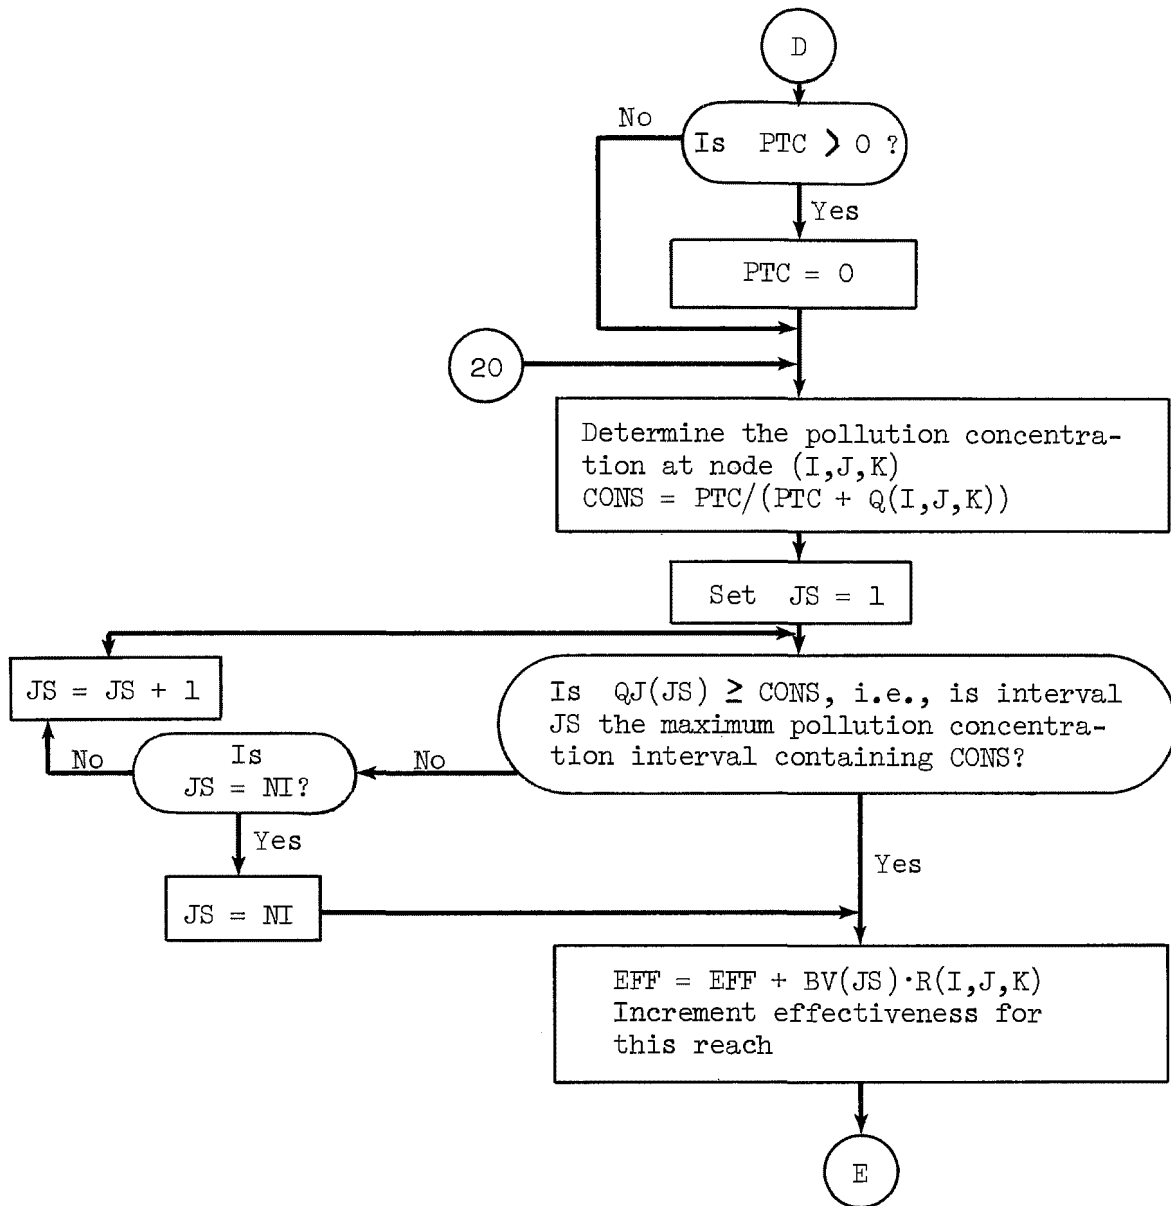 D
No
Is PTC > 0 ?
Yes
PTC = 0
20
Determine the pollution concentra-
tion at node (I,J,K)
CONS = PTC/(PTC + Q(I,J,K))
Set JS = 1
JS = JS + 1
Is QJ(JS) ≥ CONS, i.e., is interval
JS the maximum pollution concentra-
tion interval containing CONS?
No
Is
JS = NI?
No
Yes
Yes
JS = NI
EFF = EFF + BV(JS)·R(I,J,K)
Increment effectiveness for
this reach
E